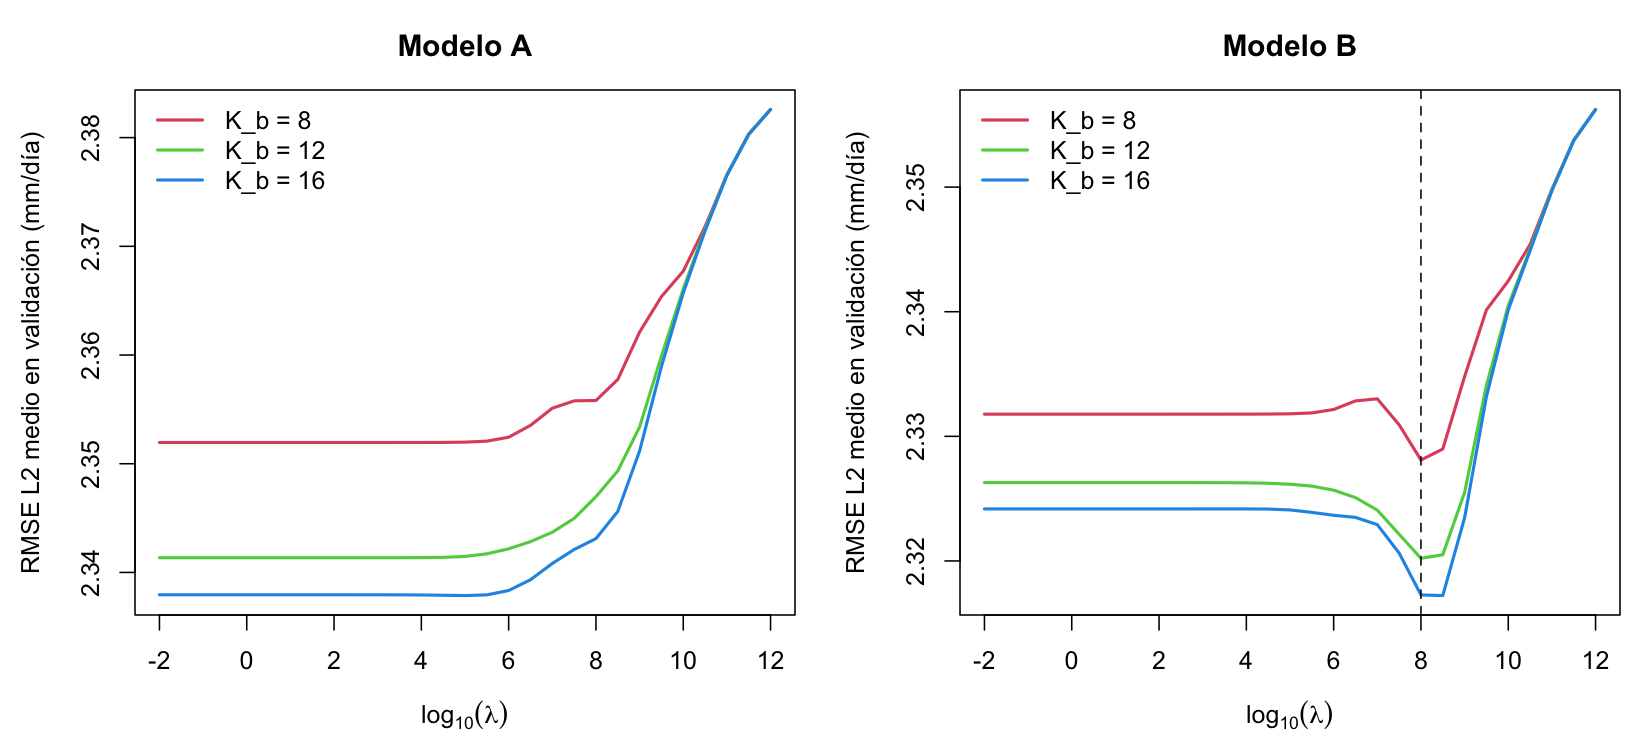 Modelo A
K_b = 8
K_b = 12
K_b = 16
RMSE L2 medio en validación (mm/día)
2.38
2.37
2.36
2.35
2.34
-2 0 2 4 6 8 10 12
log10(λ)
Modelo B
K_b = 8
K_b = 12
K_b = 16
RMSE L2 medio en validación (mm/día)
2.35
2.34
2.33
2.32
-2 0 2 4 6 8 10 12
log10(λ)